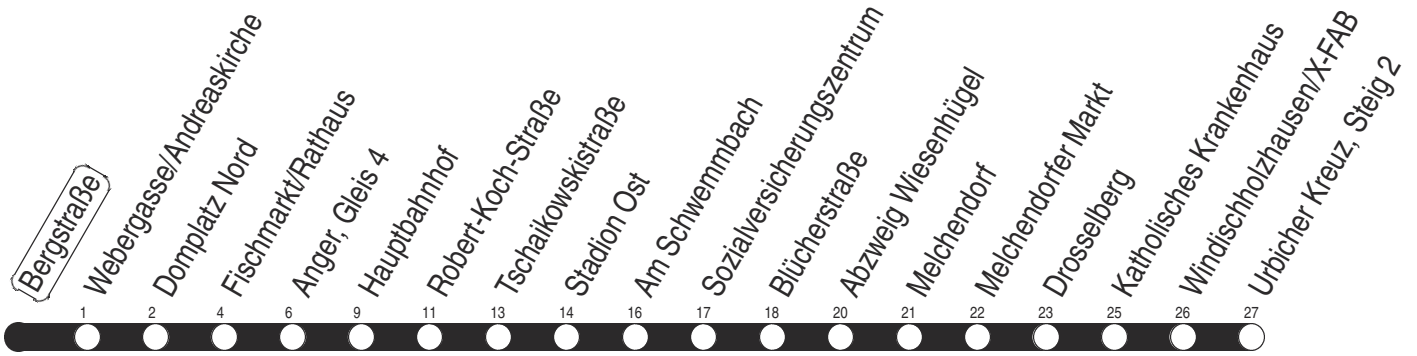 Bergstraße
Webergasse/Andreaskirche
Domplatz Nord
Fischmarkt/Rathaus
Anger, Gleis 4
Hauptbahnhof
Robert-Koch-Straße
Tschaikowskistraße
Stadion Ost
Am Schwemmbach
Sozialversicherungszentrum
Blücherstraße
Abzweig Wiesenhügel
Melchendorf
Melchendorfer Markt
Drosselberg
Katholisches Krankenhaus
Windischholzhausen/X-FAB
Urbicher Kreuz, Steig 2
1 2 4 6 9 11 13 14 16 17 18 20 21 22 23 25 26 27